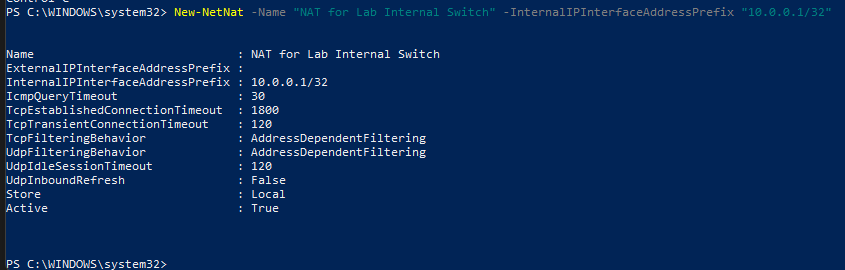 PS C:\WINDOWS\system32> New-NetNat -Name "NAT for Lab Internal Switch" -InternalIPInterfaceAddressPrefix "10.0.0.1/32"
Name : NAT for Lab Internal Switch
ExternalIPInterfaceAddressPrefix :
InternalIPInterfaceAddressPrefix : 10.0.0.1/32
IcmpQueryTimeout : 30
TcpEstablishedConnectionTimeout : 1800
TcpTransientConnectionTimeout : 120
TcpFilteringBehavior : AddressDependentFiltering
UdpFilteringBehavior : AddressDependentFiltering
UdpIdleSessionTimeout : 120
UdpInboundRefresh : False
Store : Local
Active : True
PS C:\WINDOWS\system32>